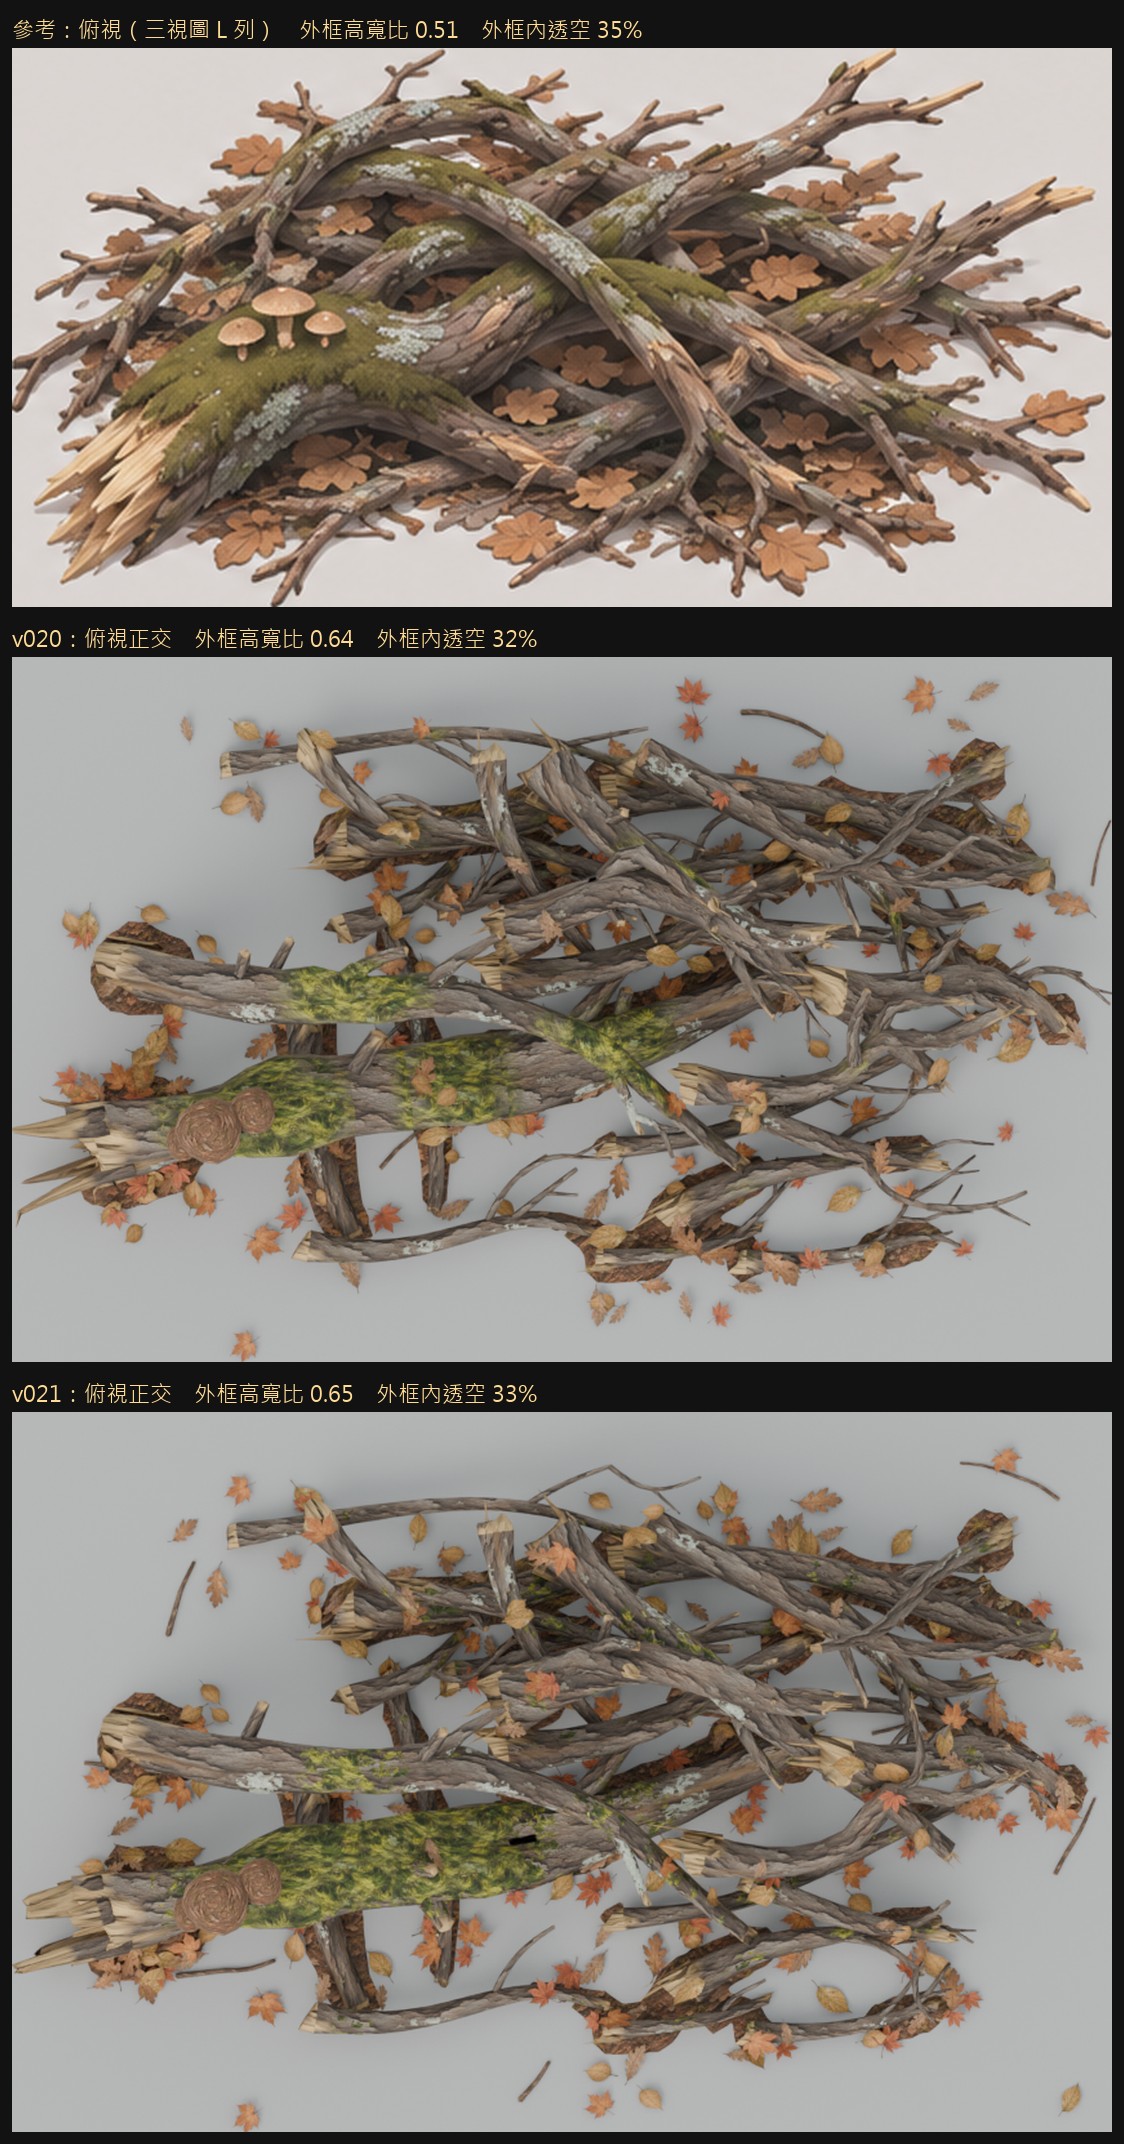 參考：俯視（三視圖 L 列）　外框高寬比 0.51　外框內透空 35%
v020：俯視正交　外框高寬比 0.64　外框內透空 32%
v021：俯視正交　外框高寬比 0.65　外框內透空 33%